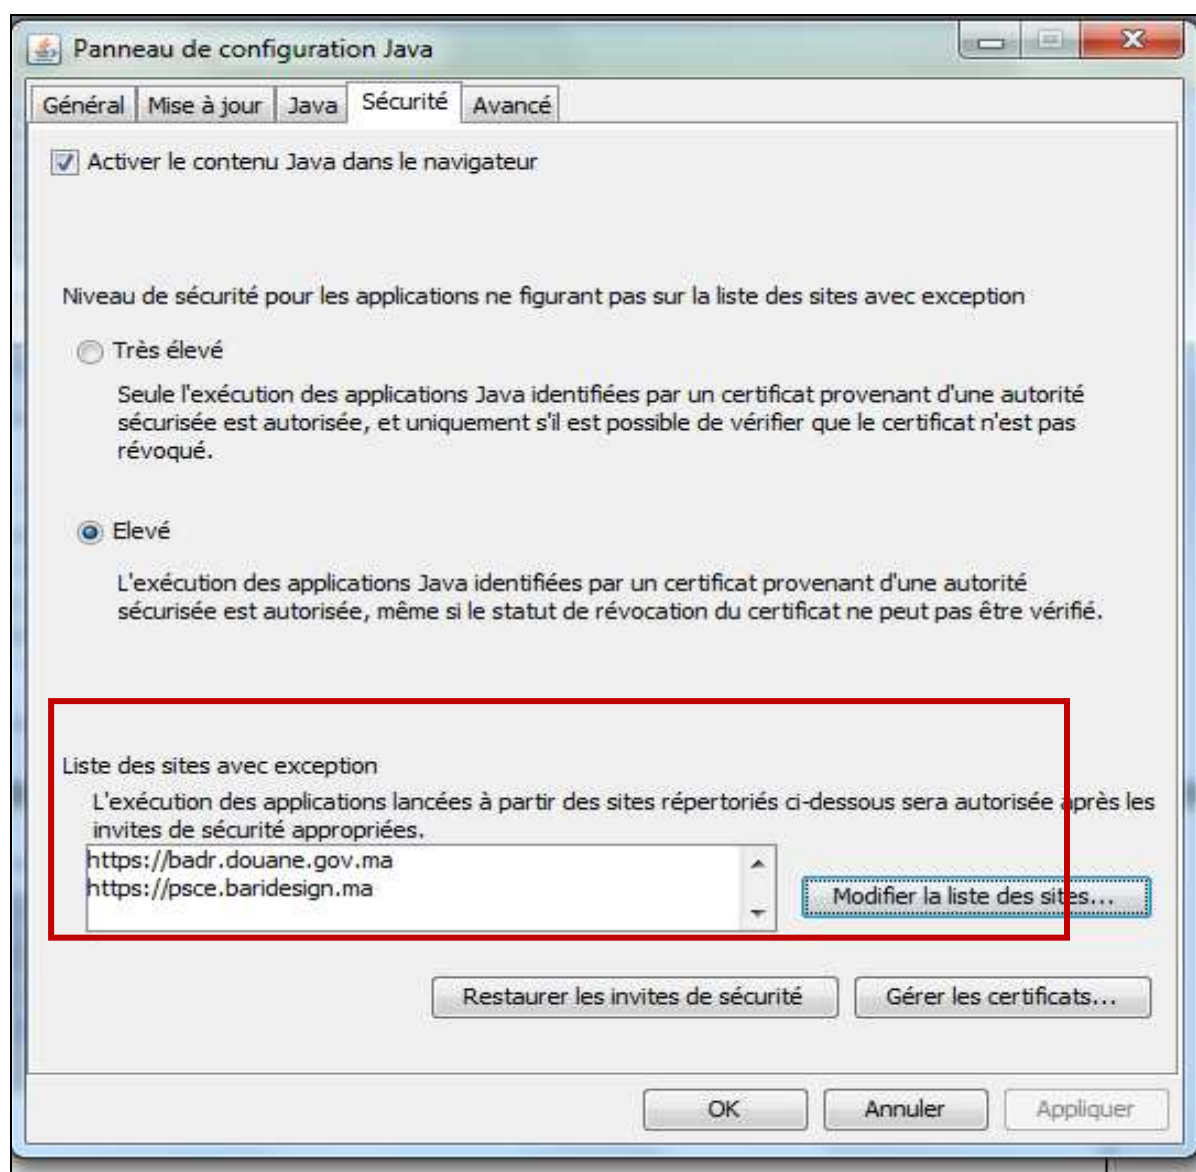 Panneau de configuration Java
Général Mise à jour Java Sécurité Avancé
Activer le contenu Java dans le navigateur
Niveau de sécurité pour les applications ne figurant pas sur la liste des sites avec exception
Très élevé
Seule l'exécution des applications Java identifiées par un certificat provenant d'une autorité
sécurisée est autorisée, et uniquement s'il est possible de vérifier que le certificat n'est pas
révoqué.
Elevé
L'exécution des applications Java identifiées par un certificat provenant d'une autorité
sécurisée est autorisée, même si le statut de révocation du certificat ne peut pas être vérifié.
Liste des sites avec exception
L'exécution des applications lancées à partir des sites répertoriés ci-dessous sera autorisée après les
invites de sécurité appropriées.
https://badr.douane.gov.ma
https://psce.baridesign.ma
Modifier la liste des sites...
Restaurer les invites de sécurité Gérer les certificats...
OK Annuler Appliquer